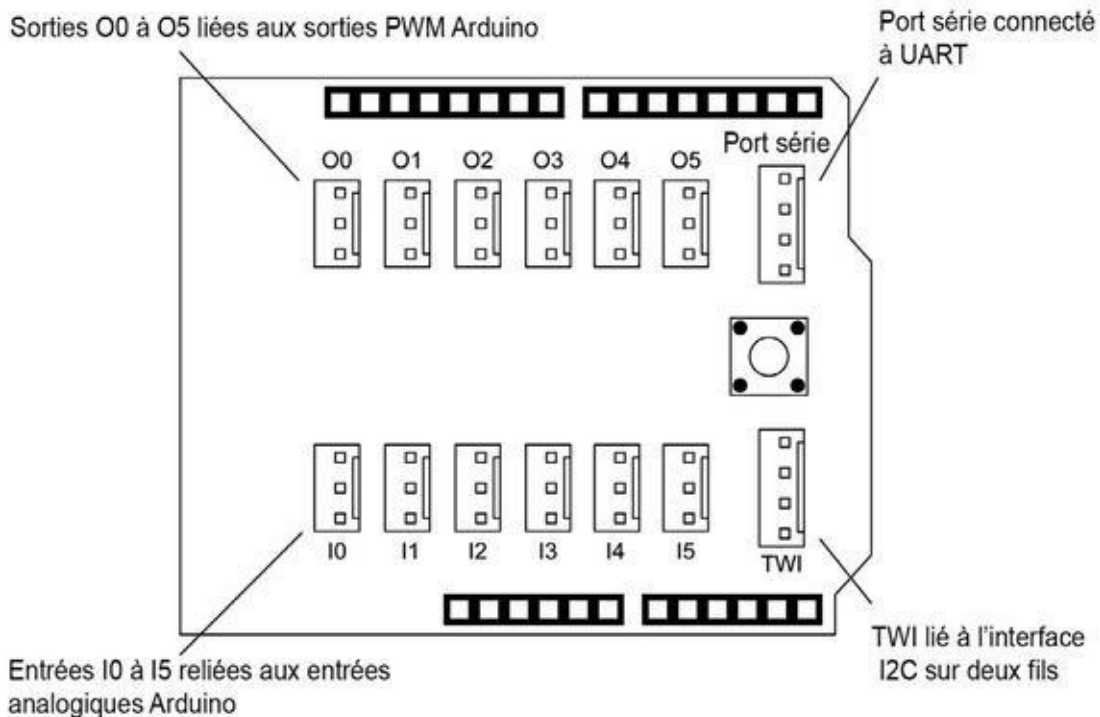 Sorties O0 à O5 liées aux sorties PWM Arduino
Port série connecté
à UART
Port série
O0 O1 O2 O3 O4 O5
I0 I1 I2 I3 I4 I5
TWI
Entrées I0 à I5 reliées aux entrées
analogiques Arduino
TWI lié à l'interface
I2C sur deux fils